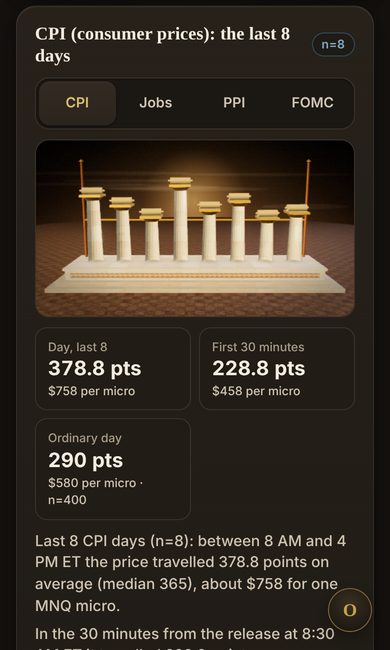 CPI (consumer prices): the last 8
days
n=8
CPI
Jobs
PPI
FOMC
Day, last 8
378.8 pts
$758 per micro
First 30 minutes
228.8 pts
$458 per micro
Ordinary day
290 pts
$580 per micro ·
n=400
Last 8 CPI days (n=8): between 8 AM and 4
PM ET the price travelled 378.8 points on
average (median 365), about $758 for one
MNQ micro.
O
In the 30 minutes from the release at 8:30